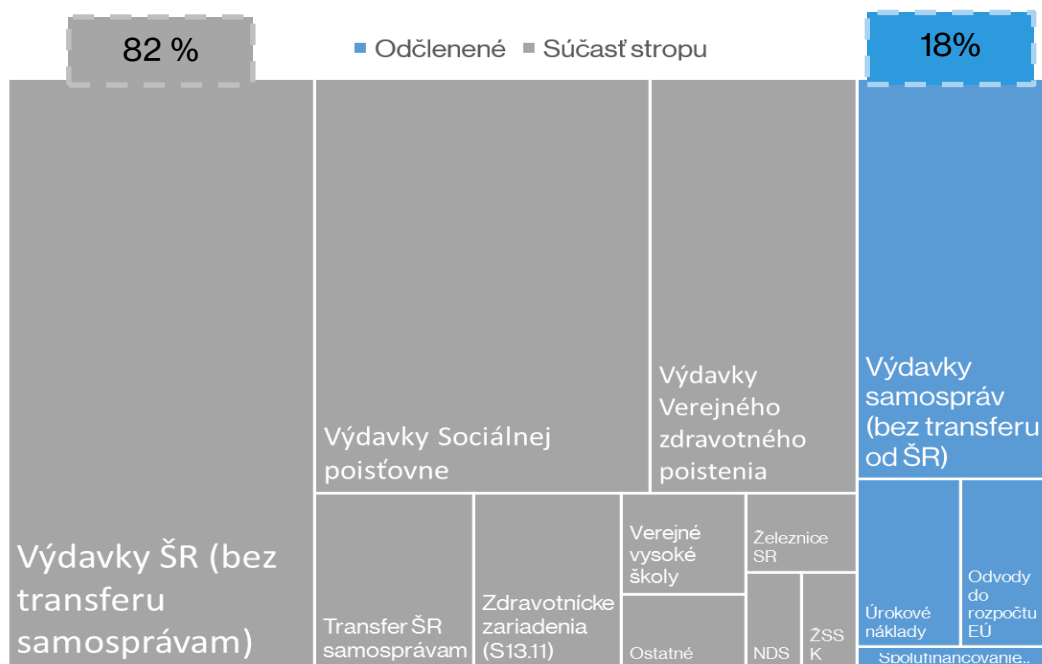 82 %
Odčlenené
Súčasť stropu
18%
Výdavky ŠR (bez
transferu
samosprávam)
Výdavky Sociálnej
poisťovne
Výdavky
Verejného
zdravotného
poistenia
Výdavky
samospráv
(bez transferu
od ŠR)
Transfer ŠR
samosprávam
Zdravotnícke
zariadenia
(S13.11)
Verejné
vysoké
školy
Ostatné
Železnice
SR
NDS
ŽSS
K
Úrokové
náklady
Odvody
do
rozpočtu
EÚ
Spolufinancovanie..